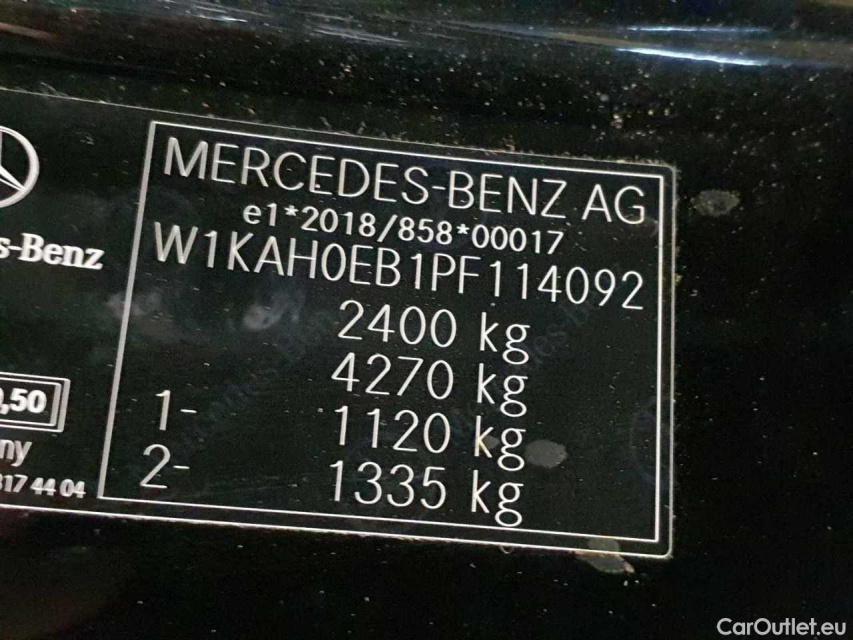 MERCEDES-BENZ AG
e1*2018/858*00017
W1KAH0EB1PF114092
2400 kg
4270 kg
1- 1120 kg
2- 1335 kg
s-Benz
,50
ny
317 44 04
CarOutlet.eu